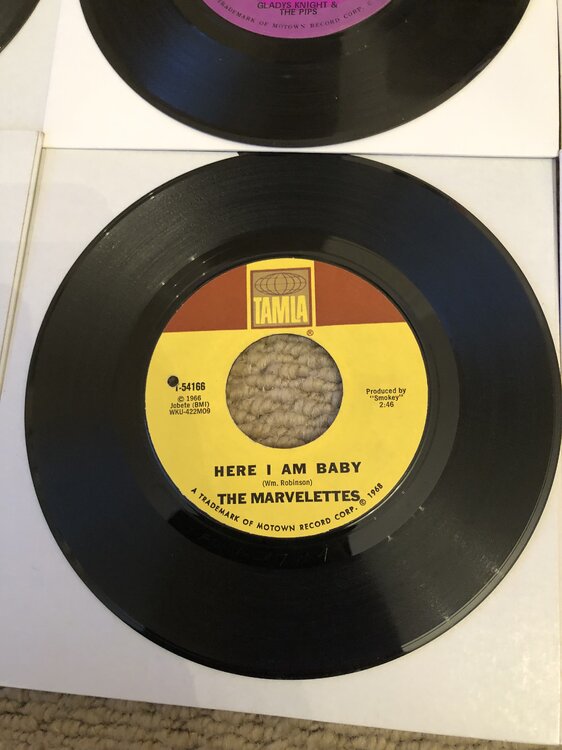 GLADYS KNIGHT &
THE PIPS
TRADEMARK OF MOTOWN RECORD CORP.
TAMLA
®
T-54166
© 1966
Jobete (BMI)
WKU-422M09
Produced by
"Smokey"
2:46
HERE I AM BABY
(Wm. Robinson)
THE MARVELETTES
A TRADEMARK OF MOTOWN RECORD CORP. © 1968